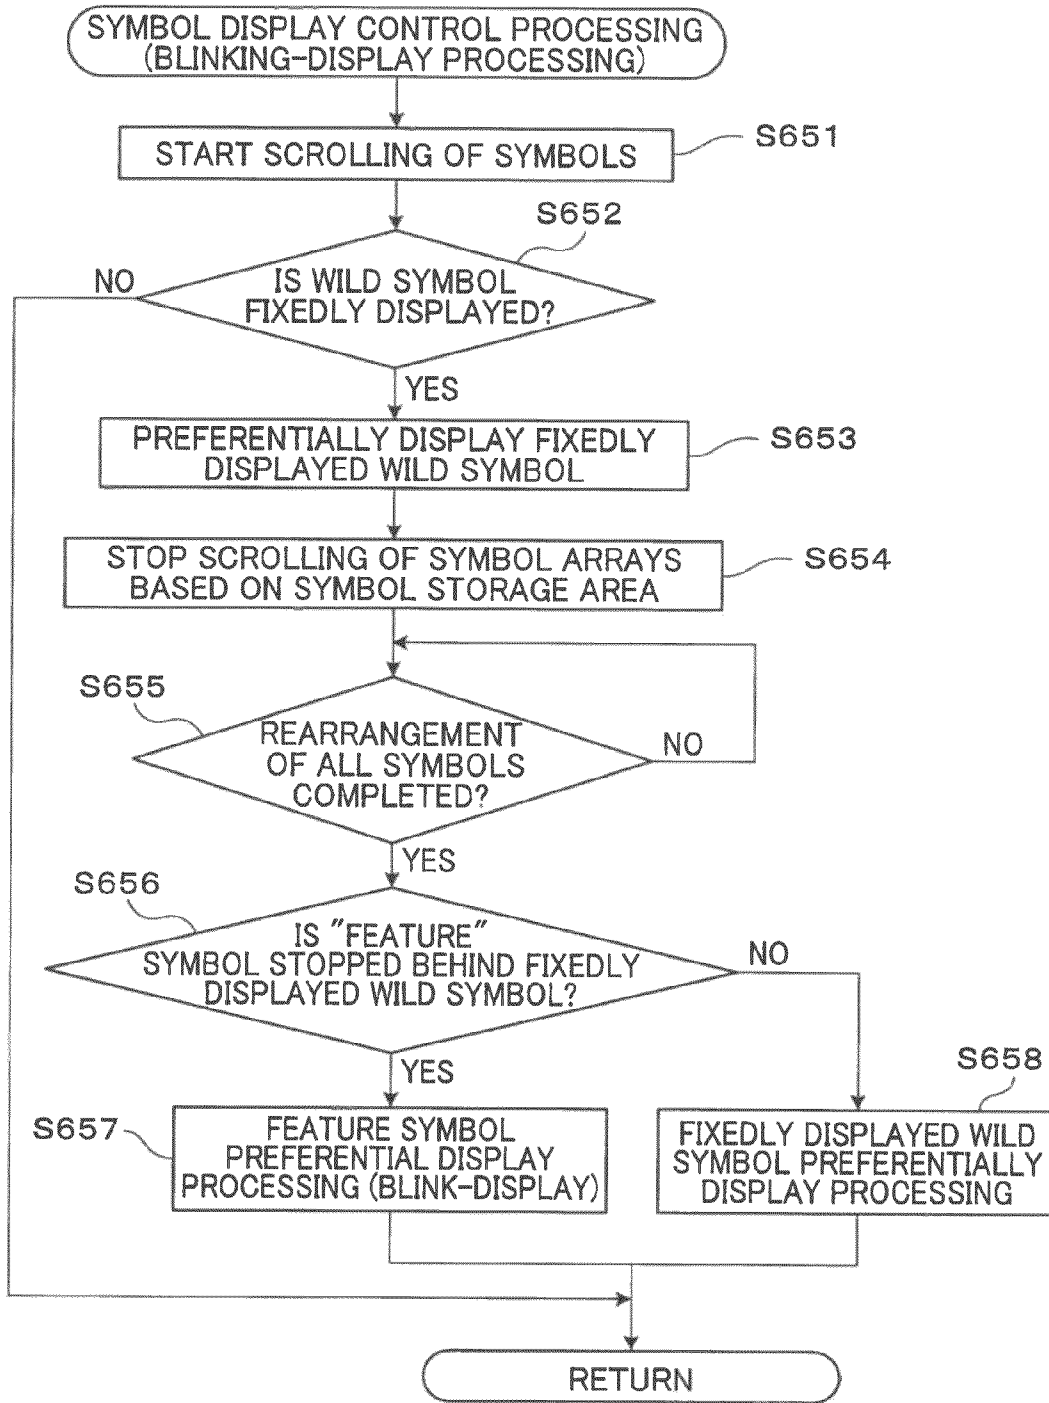 SYMBOL DISPLAY CONTROL PROCESSING
(BLINKING-DISPLAY PROCESSING)
START SCROLLING OF SYMBOLS
S651
S652
NO
IS WILD SYMBOL
FIXEDLY DISPLAYED?
YES
PREFERENTIALLY DISPLAY FIXEDLY
DISPLAYED WILD SYMBOL
S653
STOP SCROLLING OF SYMBOL ARRAYS
BASED ON SYMBOL STORAGE AREA
S654
S655
REARRANGEMENT
OF ALL SYMBOLS
COMPLETED?
NO
YES
S656
IS "FEATURE"
SYMBOL STOPPED BEHIND FIXEDLY
DISPLAYED WILD SYMBOL?
NO
YES
S657
FEATURE SYMBOL
PREFERENTIAL DISPLAY
PROCESSING (BLINK-DISPLAY)
S658
FIXEDLY DISPLAYED WILD
SYMBOL PREFERENTIALLY
DISPLAY PROCESSING
RETURN